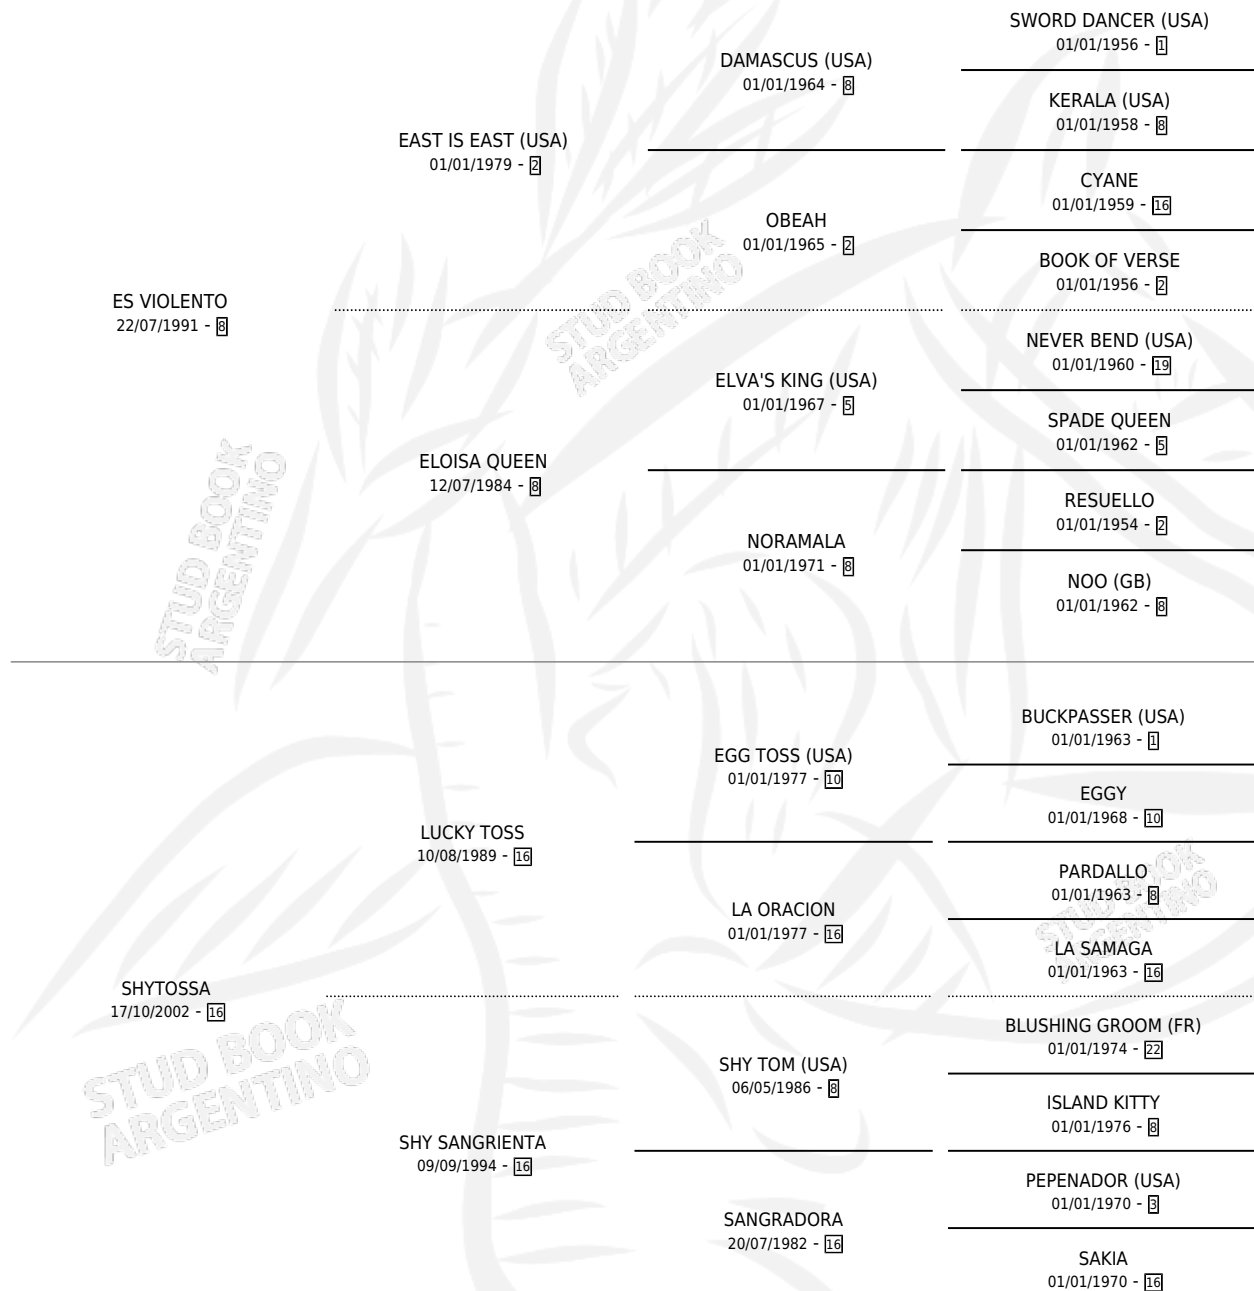 SWORD DANCER (USA)
01/01/1956 - 1
DAMASCUS (USA)
01/01/1964 - 8
KERALA (USA)
01/01/1958 - 8
EAST IS EAST (USA)
01/01/1979 - 2
CYANE
01/01/1959 - 16
OBEAH
01/01/1965 - 2
BOOK OF VERSE
01/01/1956 - 2
ES VIOLENTO
22/07/1991 - 8
NEVER BEND (USA)
01/01/1960 - 19
ELVA'S KING (USA)
01/01/1967 - 5
SPADE QUEEN
01/01/1962 - 5
ELOISA QUEEN
12/07/1984 - 8
RESUELLO
01/01/1954 - 2
NORAMALA
01/01/1971 - 8
NOO (GB)
01/01/1962 - 8
BUCKPASSER (USA)
01/01/1963 - 1
EGG TOSS (USA)
01/01/1977 - 10
EGGY
01/01/1968 - 10
LUCKY TOSS
10/08/1989 - 16
PARDALLO
01/01/1963 - 8
LA ORACION
01/01/1977 - 16
LA SAMAGA
01/01/1963 - 16
SHYTOSSA
17/10/2002 - 16
BLUSHING GROOM (FR)
01/01/1974 - 22
SHY TOM (USA)
06/05/1986 - 8
ISLAND KITTY
01/01/1976 - 8
SHY SANGRIENTA
09/09/1994 - 16
PEPENADOR (USA)
01/01/1970 - 3
SANGRADORA
20/07/1982 - 16
SAKIA
01/01/1970 - 16
STUD BOOK
ARGENTINO
STUD BOOK
ARGENTINO
STUD BOOK
ARGENTINO
STUD BOOK
ARGENTINO